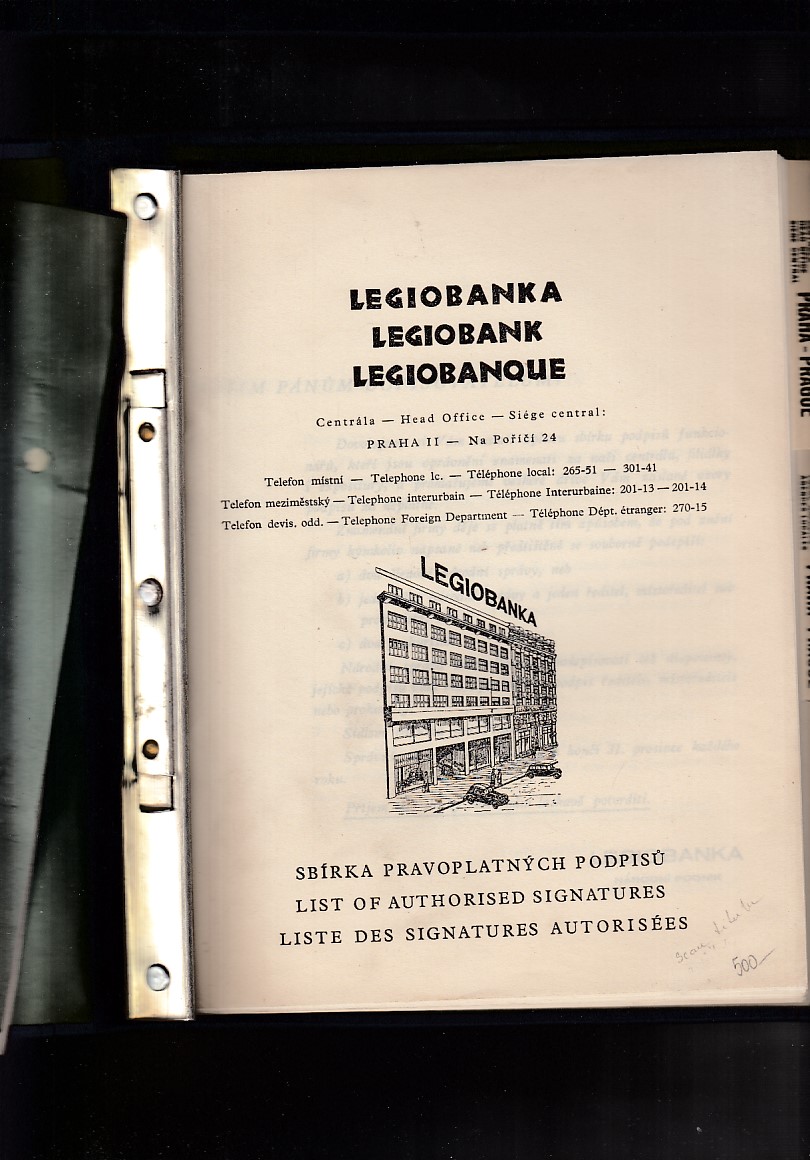 LEGIOBANKA
LEGIOBANK
LEGIOBANQUE
Centrála — Head Office — Siége central:
PRAHA II — Na Poříčí 24
Telefon místní — Telephone lc. — Téléphone local: 265-51 — 301-41
Telefon meziměstský — Telephone interurbain — Téléphone Interurbaine: 201-13 — 201-14
Telefon devis. odd. — Telephone Foreign Department — Téléphone Dépt. étranger: 270-15
LEGIOBANKA
SBÍRKA PRAVOPLATNÝCH PODPISŮ
LIST OF AUTHORISED SIGNATURES
LISTE DES SIGNATURES AUTORISÉES
500—
PRAHA - PRAGUE